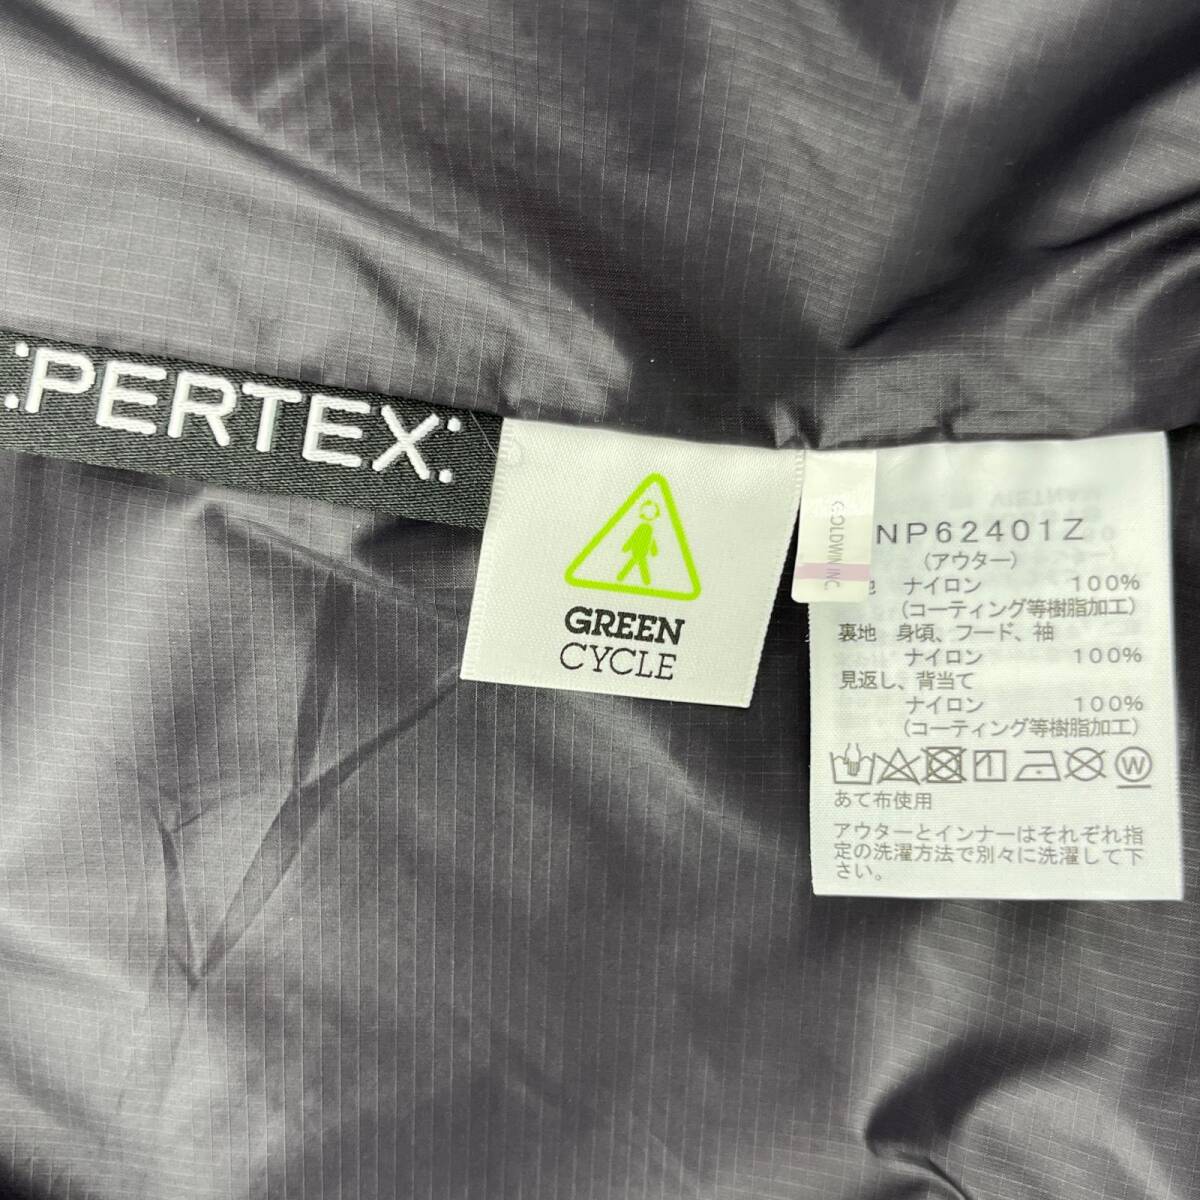 :PERTEX:
GREEN
CYCLE
GOLDWIN INC
NP62401Z
(アウター)
地 ナイロン 100%
(コーティング等樹脂加工)
裏地 身頃、フード、袖
ナイロン 100%
見返し、背当て
ナイロン 100%
(コーティング等樹脂加工)
あて布使用
アウターとインナーはそれぞれ指
定の洗濯方法で別々に洗濯して下
さい。